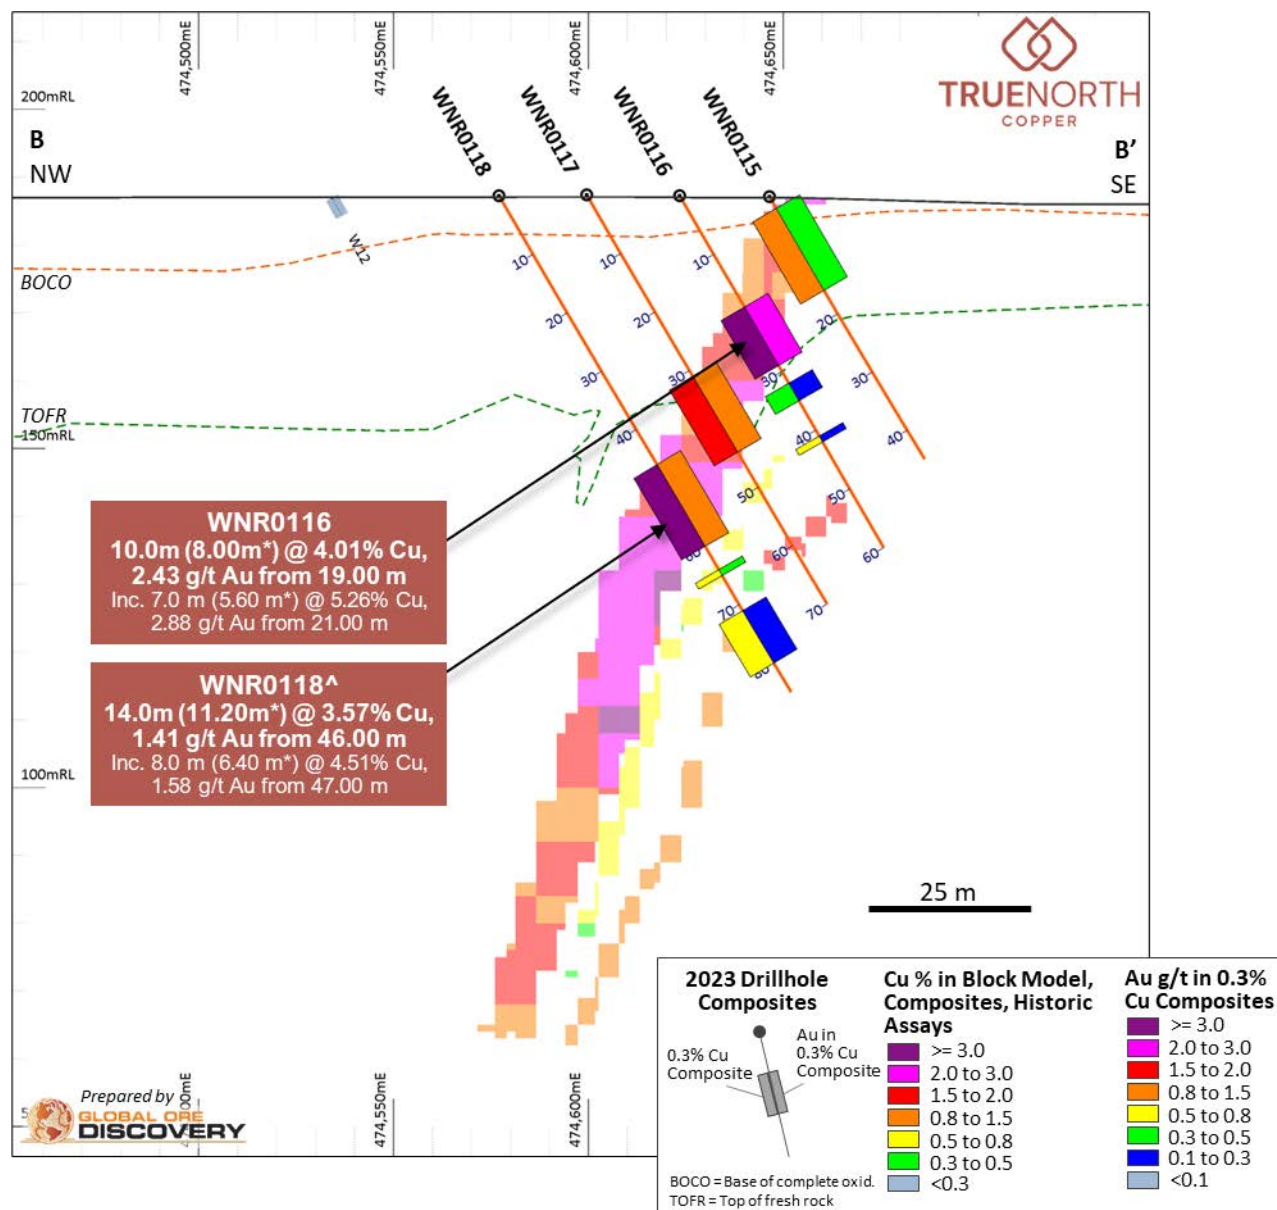 474,500mE
474,550mE
474,600mE
474,650mE
TRUENORTH
COPPER
200mRL
B
NW
WNR0118
WNR0117
WNR0116
WNR0115
B'
SE
W12
BOCO
10
10
10
20
20
20
30
30
30
30
TOFR
150mRL
40
40
40
50
50
60
60
60
70
70
80
WNR0116
10.0m (8.00m*) @ 4.01% Cu,
2.43 g/t Au from 19.00 m
Inc. 7.0 m (5.60 m*) @ 5.26% Cu,
2.88 g/t Au from 21.00 m
WNR0118^
14.0m (11.20m*) @ 3.57% Cu,
1.41 g/t Au from 46.00 m
Inc. 8.0 m (6.40 m*) @ 4.51% Cu,
1.58 g/t Au from 47.00 m
100mRL
25 m
Prepared by
GLOBAL ORE
DISCOVERY
474,550mE
474,600mE
2023 Drillhole
Composites
0.3% Cu
Composite
Au in
0.3% Cu
Composite
BOCO = Base of complete oxid.
TOFR = Top of fresh rock
Cu % in Block Model,
Composites, Historic
Assays
>= 3.0
2.0 to 3.0
1.5 to 2.0
0.8 to 1.5
0.5 to 0.8
0.3 to 0.5
<0.3
Au g/t in 0.3%
Cu Composites
>= 3.0
2.0 to 3.0
1.5 to 2.0
0.8 to 1.5
0.5 to 0.8
0.3 to 0.5
0.1 to 0.3
<0.1